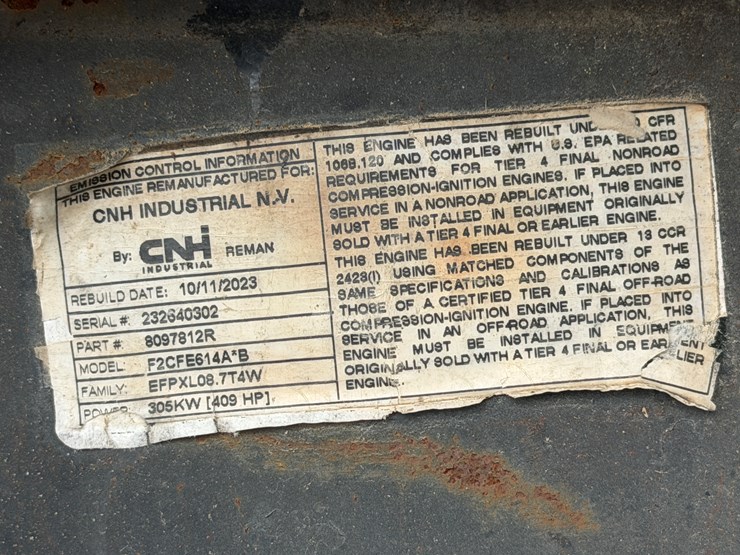 EMISSION CONTROL INFORMATION
THIS ENGINE REMANUFACTURED FOR:
CNH INDUSTRIAL N.V.
By: CNH INDUSTRIAL REMAN
REBUILD DATE: 10/11/2023
SERIAL #: 232640302
PART #: 8097812R
MODEL: F2CFE614A*B
FAMILY: EFPXL08.7T4W
POWER: 305KW [409 HP]
THIS ENGINE HAS BEEN REBUILT CFR
1068.120 AND COMPLIES WITH U.S. EPA RELATED
REQUIREMENTS FOR TIER 4 FINAL NONROAD
COMPRESSION-IGNITION ENGINES. IF PLACED INTO
SERVICE IN A NONROAD APPLICATION, THIS ENGINE
MUST BE INSTALLED IN EQUIPMENT ORIGINALLY
SOLD WITH A TIER 4 FINAL OR EARLIER ENGINE.
THIS ENGINE HAS BEEN REBUILT UNDER 13 CCR
2423(l) USING MATCHED COMPONENTS OF THE
SAME SPECIFICATIONS AND CALIBRATIONS AS
THOSE OF A CERTIFIED TIER 4 FINAL OFF-ROAD
COMPRESSION-IGNITION ENGINE. IF PLACED INTO
SERVICE IN AN OFF-ROAD APPLICATION, THIS
ENGINE MUST BE INSTALLED IN EQUIPMENT
ORIGINALLY SOLD WITH A TIER 4 FINAL OR EARLIER
ENGINE.